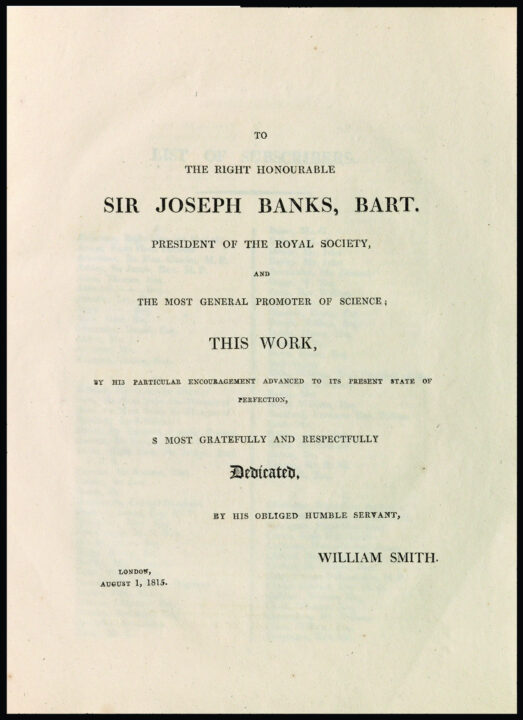 TO
THE RIGHT HONOURABLE
SIR JOSEPH BANKS, BART.
PRESIDENT OF THE ROYAL SOCIETY,
AND
THE MOST GENERAL PROMOTER OF SCIENCE;
THIS WORK,
BY HIS PARTICULAR ENCOURAGEMENT ADVANCED TO ITS PRESENT STATE OF
PERFECTION,
S MOST GRATEFULLY AND RESPECTFULLY
Dedicated,
BY HIS OBLIGED HUMBLE SERVANT,
WILLIAM SMITH.
LONDON,
AUGUST 1, 1815.